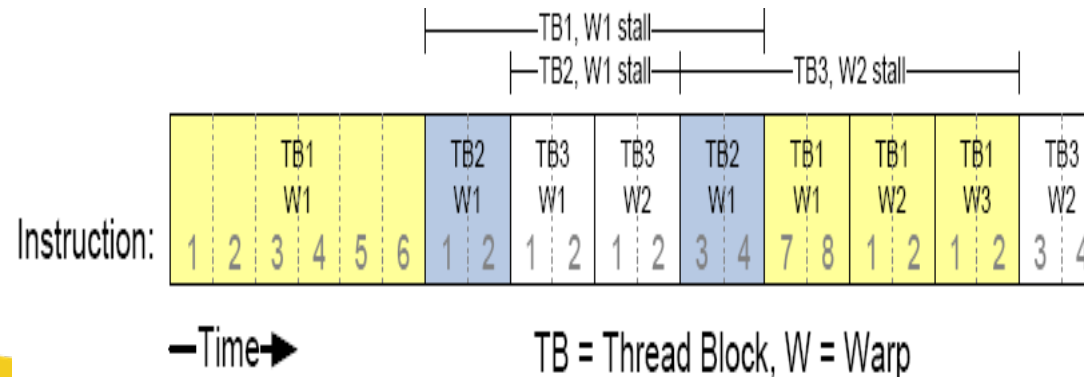 TB1, W1 stall
TB2, W1 stall TB3, W2 stall
TB1 TB2 TB3 TB3 TB2 TB1 TB1 TB1 TB3
W1 W1 W1 W2 W1 W1 W2 W3 W2
Instruction: 1 2 3 4 5 6 1 2 1 2 1 2 3 4 7 8 1 2 1 2 3 4
Time TB = Thread Block, W = Warp